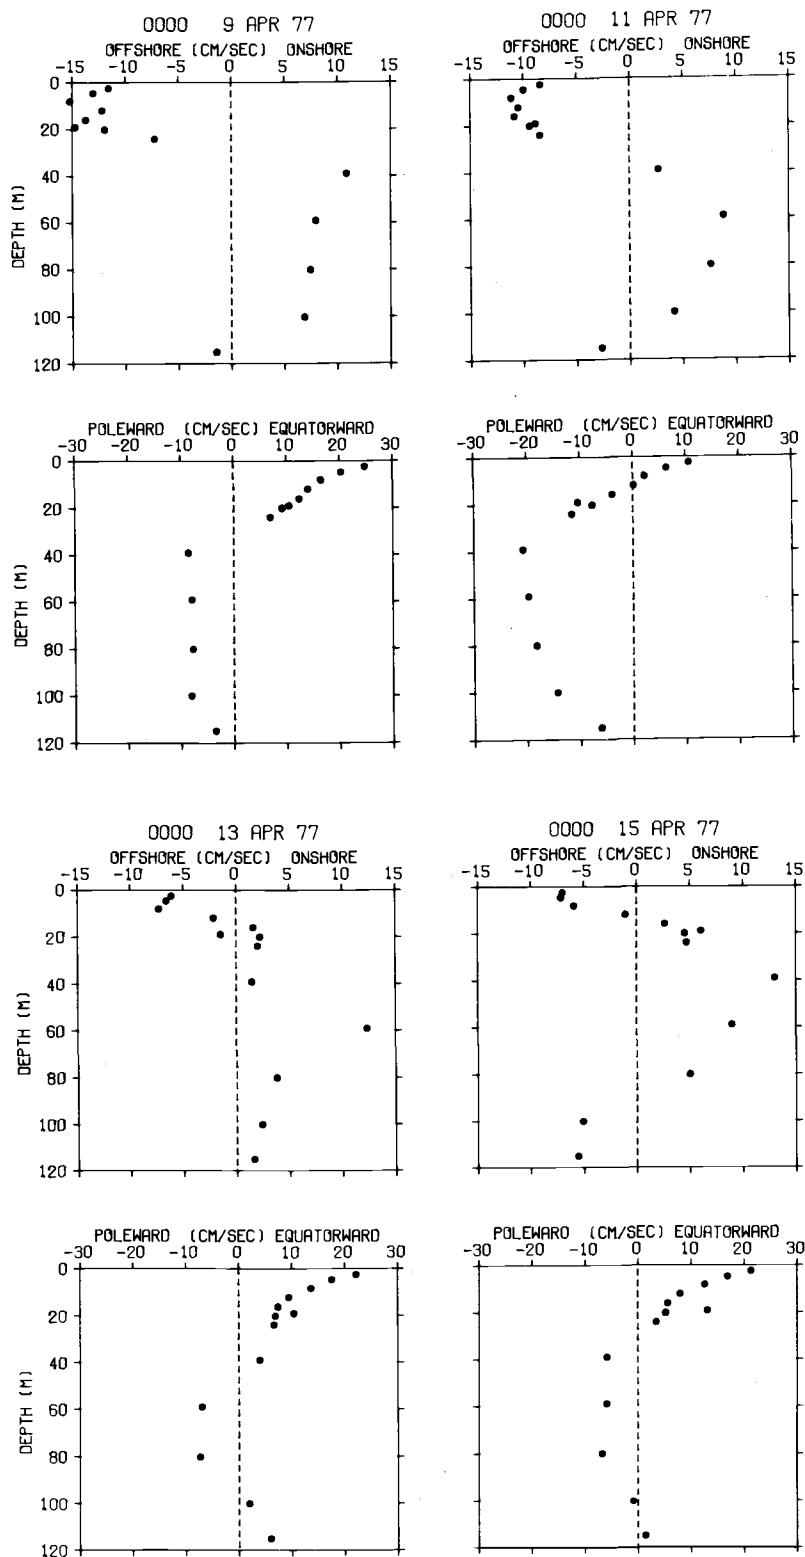 0000 9 APR 77
OFFSHORE (CM/SEC) ONSHORE
-15 -10 -5 0 5 10 15
0
20
40
60
80
100
120
DEPTH (M)
POLEWARD (CM/SEC) EQUATORWARD
-30 -20 -10 0 10 20 30
0
20
40
60
80
100
120
DEPTH (M)
0000 11 APR 77
OFFSHORE (CM/SEC) ONSHORE
-15 -10 -5 0 5 10 15
POLEWARD (CM/SEC) EQUATORWARD
-30 -20 -10 0 10 20 30
0000 13 APR 77
OFFSHORE (CM/SEC) ONSHORE
-15 -10 -5 0 5 10 15
0
20
40
60
80
100
120
DEPTH (M)
POLEWARD (CM/SEC) EQUATORWARD
-30 -20 -10 0 10 20 30
0
20
40
60
80
100
120
DEPTH (M)
0000 15 APR 77
OFFSHORE (CM/SEC) ONSHORE
-15 -10 -5 0 5 10 15
POLEWARD (CM/SEC) EQUATORWARD
-30 -20 -10 0 10 20 30